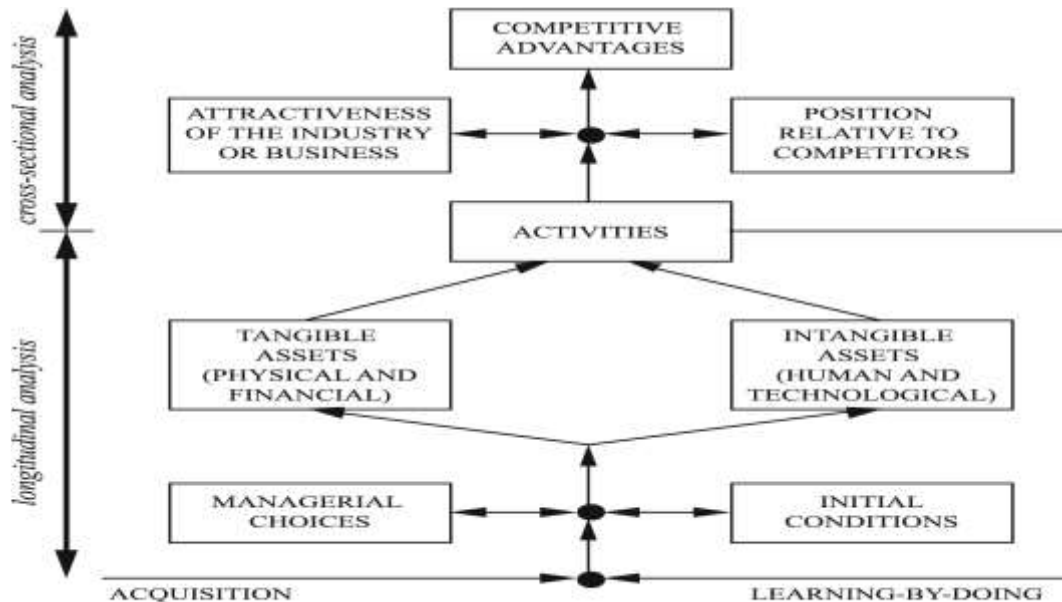 COMPETITIVE
ADVANTAGES
ATTRACTIVENESS
OF THE INDUSTRY
OR BUSINESS
POSITION
RELATIVE TO
COMPETITORS
cross-sectional analysis
ACTIVITIES
TANGIBLE
ASSETS
(PHYSICAL AND
FINANCIAL)
INTANGIBLE
ASSETS
(HUMAN AND
TECHNOLOGICAL)
longitudinal analysis
MANAGERIAL
CHOICES
INITIAL
CONDITIONS
ACQUISITION
LEARNING-BY-DOING